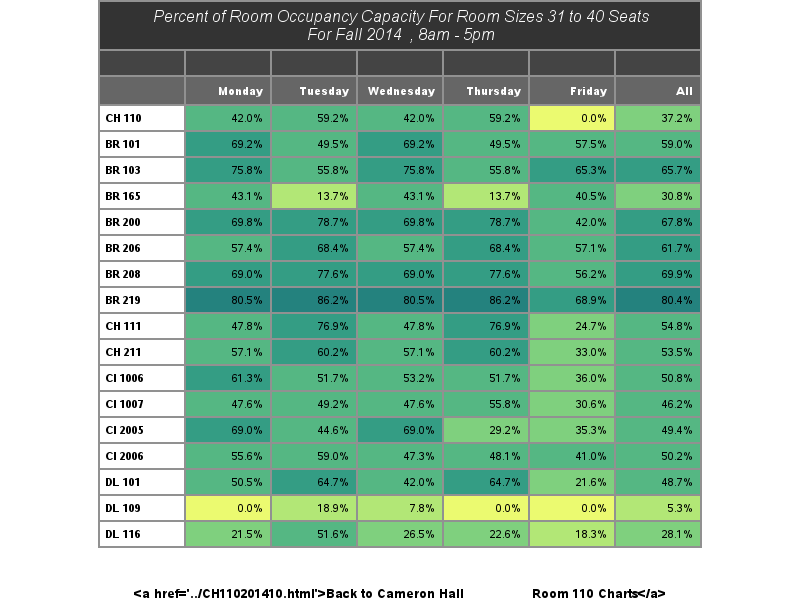 Percent of Room Occupancy Capacity For Room Sizes 31 to 40 Seats
For Fall 2014 , 8am - 5pm
Monday Tuesday Wednesday Thursday Friday All
CH 110 42.0% 59.2% 42.0% 59.2% 0.0% 37.2%
BR 101 69.2% 49.5% 69.2% 49.5% 57.5% 59.0%
BR 103 75.8% 55.8% 75.8% 55.8% 65.3% 65.7%
BR 165 43.1% 13.7% 43.1% 13.7% 40.5% 30.8%
BR 200 69.8% 78.7% 69.8% 78.7% 42.0% 67.8%
BR 206 57.4% 68.4% 57.4% 68.4% 57.1% 61.7%
BR 208 69.0% 77.6% 69.0% 77.6% 56.2% 69.9%
BR 219 80.5% 86.2% 80.5% 86.2% 68.9% 80.4%
CH 111 47.8% 76.9% 47.8% 76.9% 24.7% 54.8%
CH 211 57.1% 60.2% 57.1% 60.2% 33.0% 53.5%
CI 1006 61.3% 51.7% 53.2% 51.7% 36.0% 50.8%
CI 1007 47.6% 49.2% 47.6% 55.8% 30.6% 46.2%
CI 2005 69.0% 44.6% 69.0% 29.2% 35.3% 49.4%
CI 2006 55.6% 59.0% 47.3% 48.1% 41.0% 50.2%
DL 101 50.5% 64.7% 42.0% 64.7% 21.6% 48.7%
DL 109 0.0% 18.9% 7.8% 0.0% 0.0% 5.3%
DL 116 21.5% 51.6% 26.5% 22.6% 18.3% 28.1%
<a href='../CH110201410.html'>Back to Cameron Hall Room 110 Charts</a>